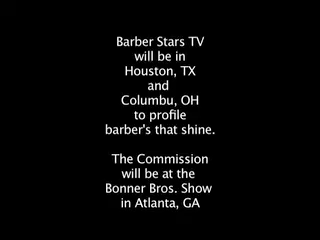 Barber Stars TV
will be in
Houston, TX
and
Columbu, OH
to profile
barber's that shine.
The Commission
will be at the
Bonner Bros. Show
in Atlanta, GA